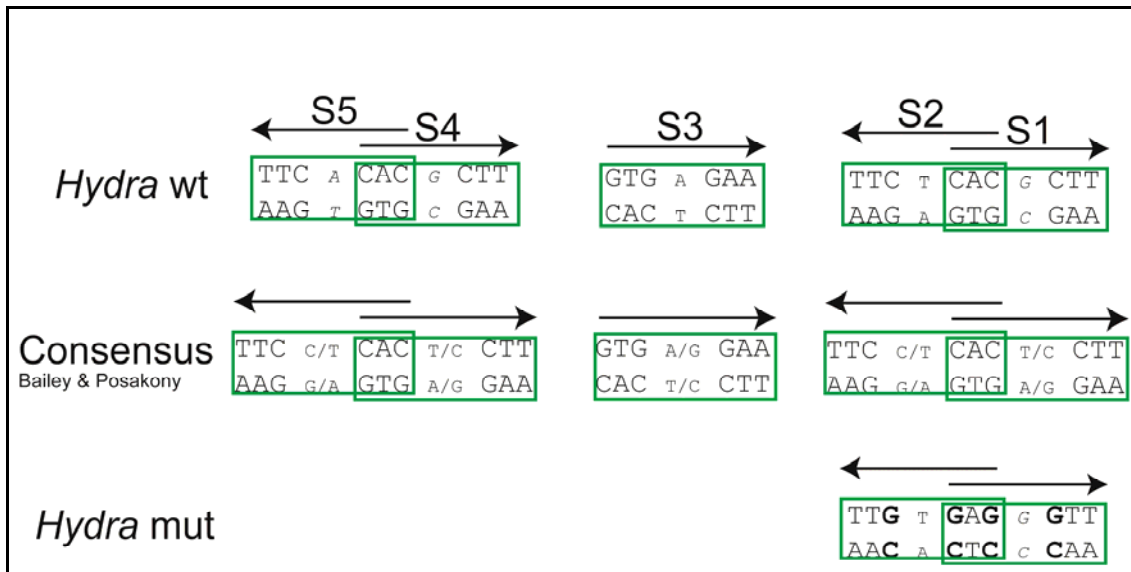 S5 S4 S3 S2 S1
Hydra wt
TTC A CAC G CTT GTG A GAA TTC T CAC G CTT
AAG T GTG C GAA CAC T CTT AAG A GTG C GAA
Consensus
Bailey & Posakony
TTC C/T CAC T/C CTT GTG A/G GAA TTC C/T CAC T/C CTT
AAG G/A GTG A/G GAA CAC T/C CTT AAG G/A GTG A/G GAA
Hydra mut
TTG T GAG G GTT
AAC A CTC C CAA